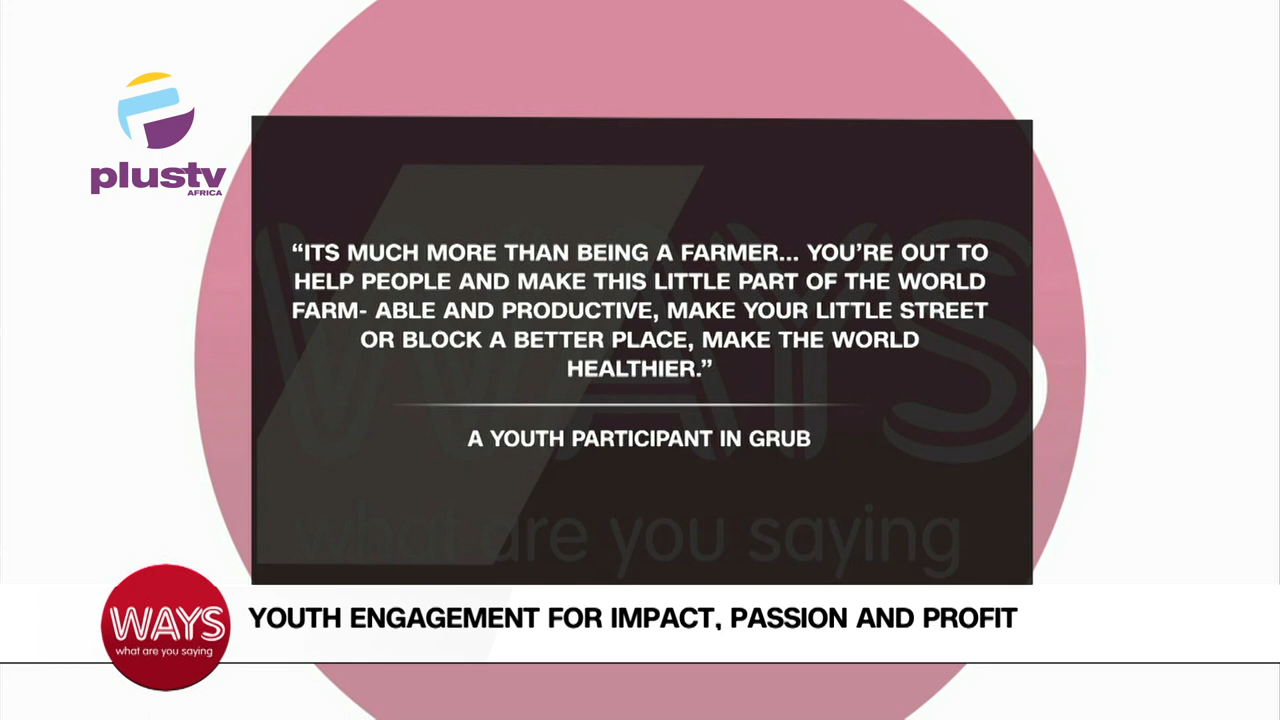 plustv
AFRICA
“ITS MUCH MORE THAN BEING A FARMER... YOU’RE OUT TO
HELP PEOPLE AND MAKE THIS LITTLE PART OF THE WORLD
FARM- ABLE AND PRODUCTIVE, MAKE YOUR LITTLE STREET
OR BLOCK A BETTER PLACE, MAKE THE WORLD
HEALTHIER.”
A YOUTH PARTICIPANT IN GRUB
WAYS
what are you saying
WAYS
what are you saying
YOUTH ENGAGEMENT FOR IMPACT, PASSION AND PROFIT